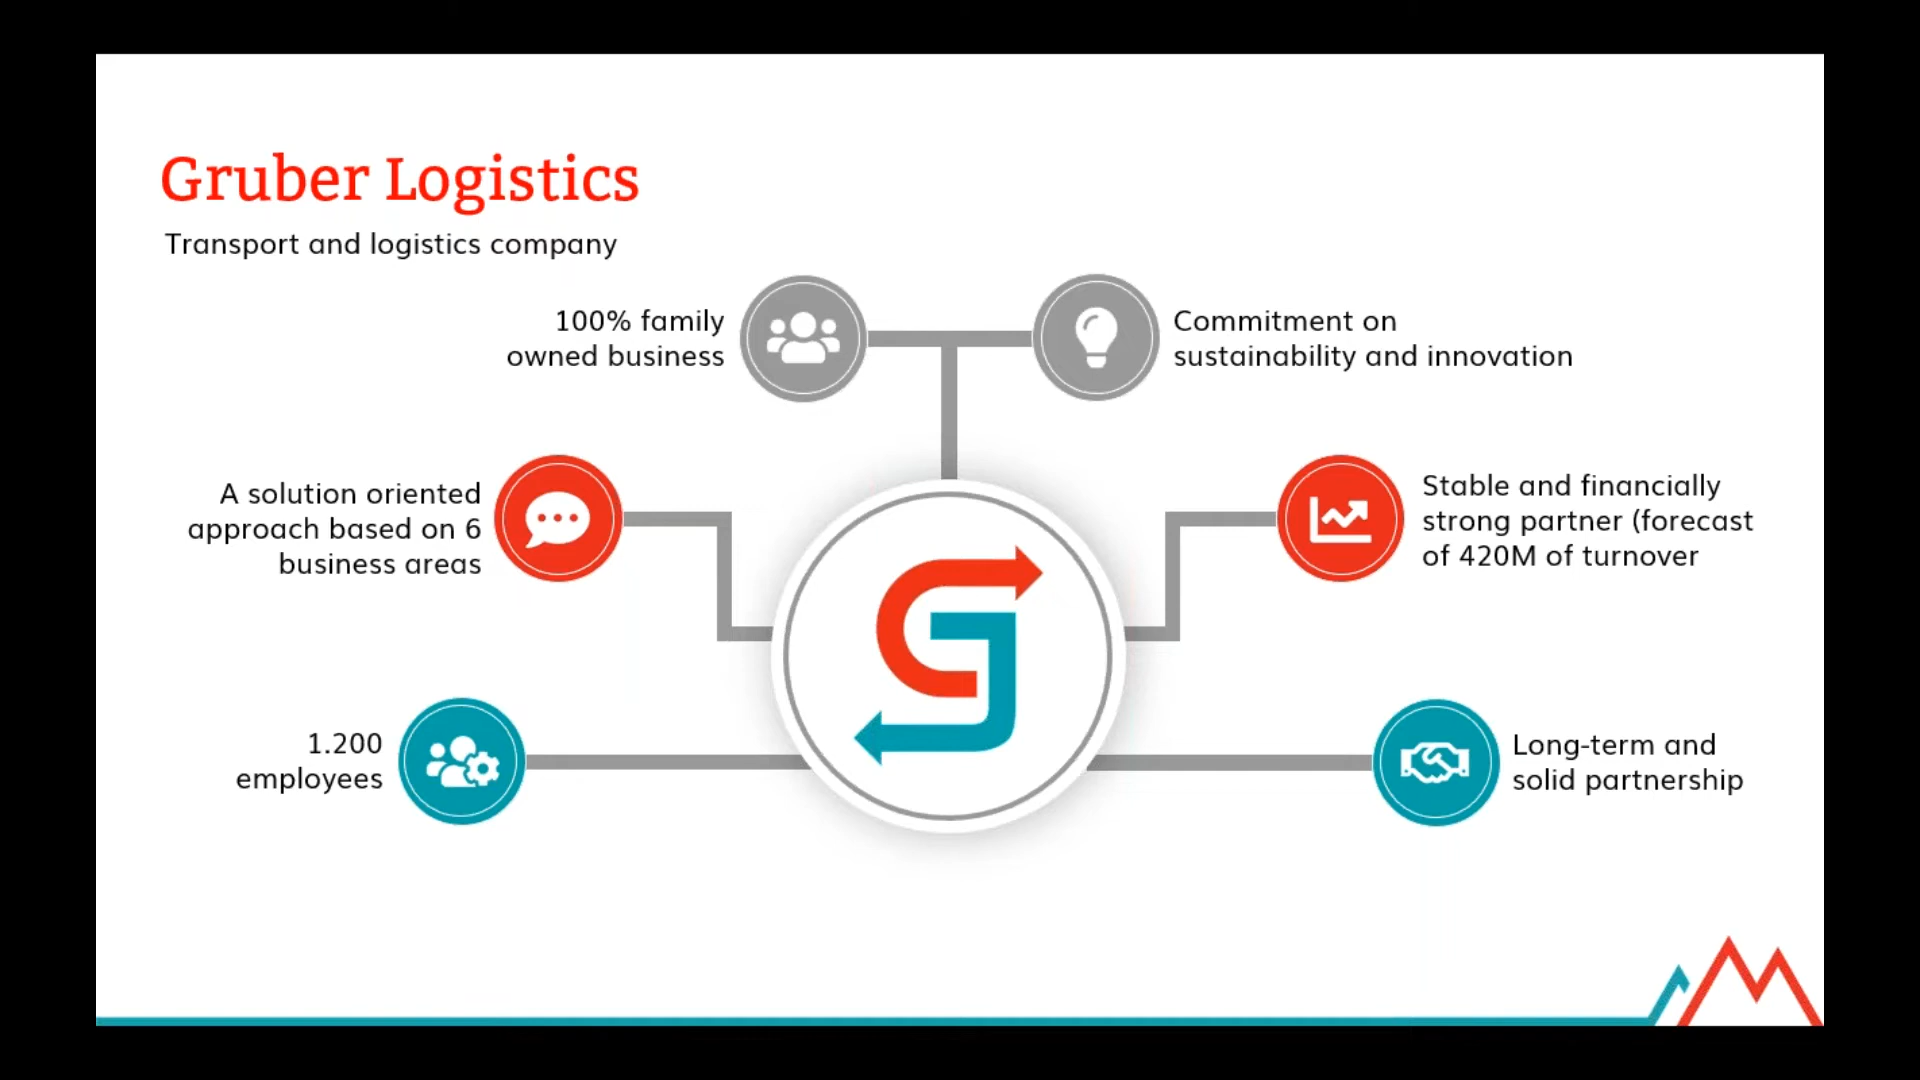 Gruber Logistics
Transport and logistics company
100% family
owned business
Commitment on
sustainability and innovation
A solution oriented
approach based on 6
business areas
Stable and financially
strong partner (forecast
of 420M of turnover
1.200
employees
Long-term and
solid partnership